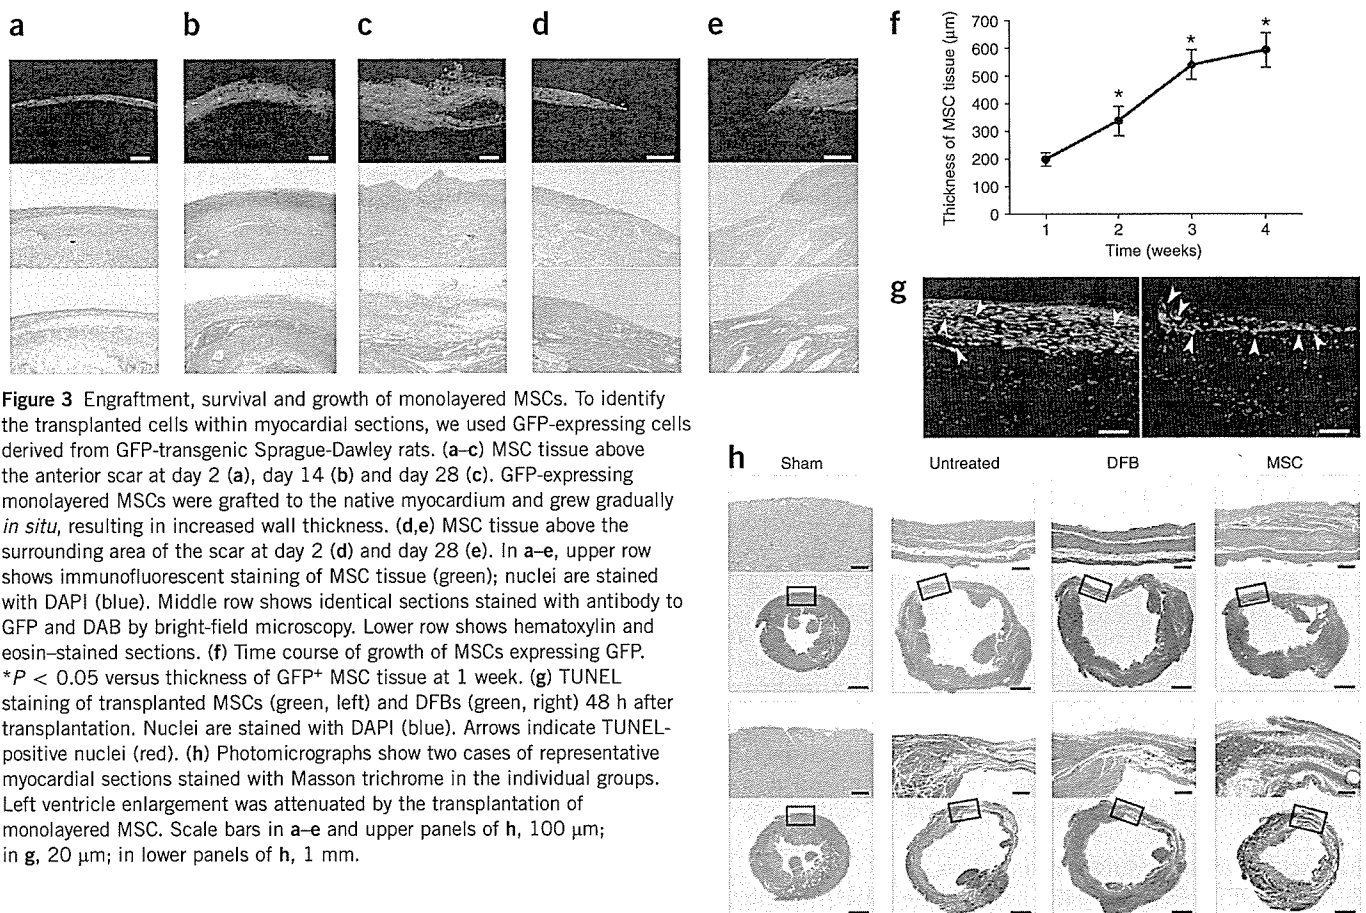 a
b
c
d
e
f
700
600
500
400
300
200
100
0
Thickness of MSC tissue (µm)
*
*
*
1
2
3
4
Time (weeks)
g
Figure 3 Engraftment, survival and growth of monolayered MSCs. To identify
the transplanted cells within myocardial sections, we used GFP-expressing cells
derived from GFP-transgenic Sprague-Dawley rats. (a–c) MSC tissue above
the anterior scar at day 2 (a), day 14 (b) and day 28 (c). GFP-expressing
monolayered MSCs were grafted to the native myocardium and grew gradually
in situ, resulting in increased wall thickness. (d,e) MSC tissue above the
surrounding area of the scar at day 2 (d) and day 28 (e). In a–e, upper row
shows immunofluorescent staining of MSC tissue (green); nuclei are stained
with DAPI (blue). Middle row shows identical sections stained with antibody to
GFP and DAB by bright-field microscopy. Lower row shows hematoxylin and
eosin–stained sections. (f) Time course of growth of MSCs expressing GFP.
*P < 0.05 versus thickness of GFP+ MSC tissue at 1 week. (g) TUNEL
staining of transplanted MSCs (green, left) and DFBs (green, right) 48 h after
transplantation. Nuclei are stained with DAPI (blue). Arrows indicate TUNEL-
positive nuclei (red). (h) Photomicrographs show two cases of representative
myocardial sections stained with Masson trichrome in the individual groups.
Left ventricle enlargement was attenuated by the transplantation of
monolayered MSC. Scale bars in a–e and upper panels of h, 100 µm;
in g, 20 µm; in lower panels of h, 1 mm.
h
Sham
Untreated
DFB
MSC